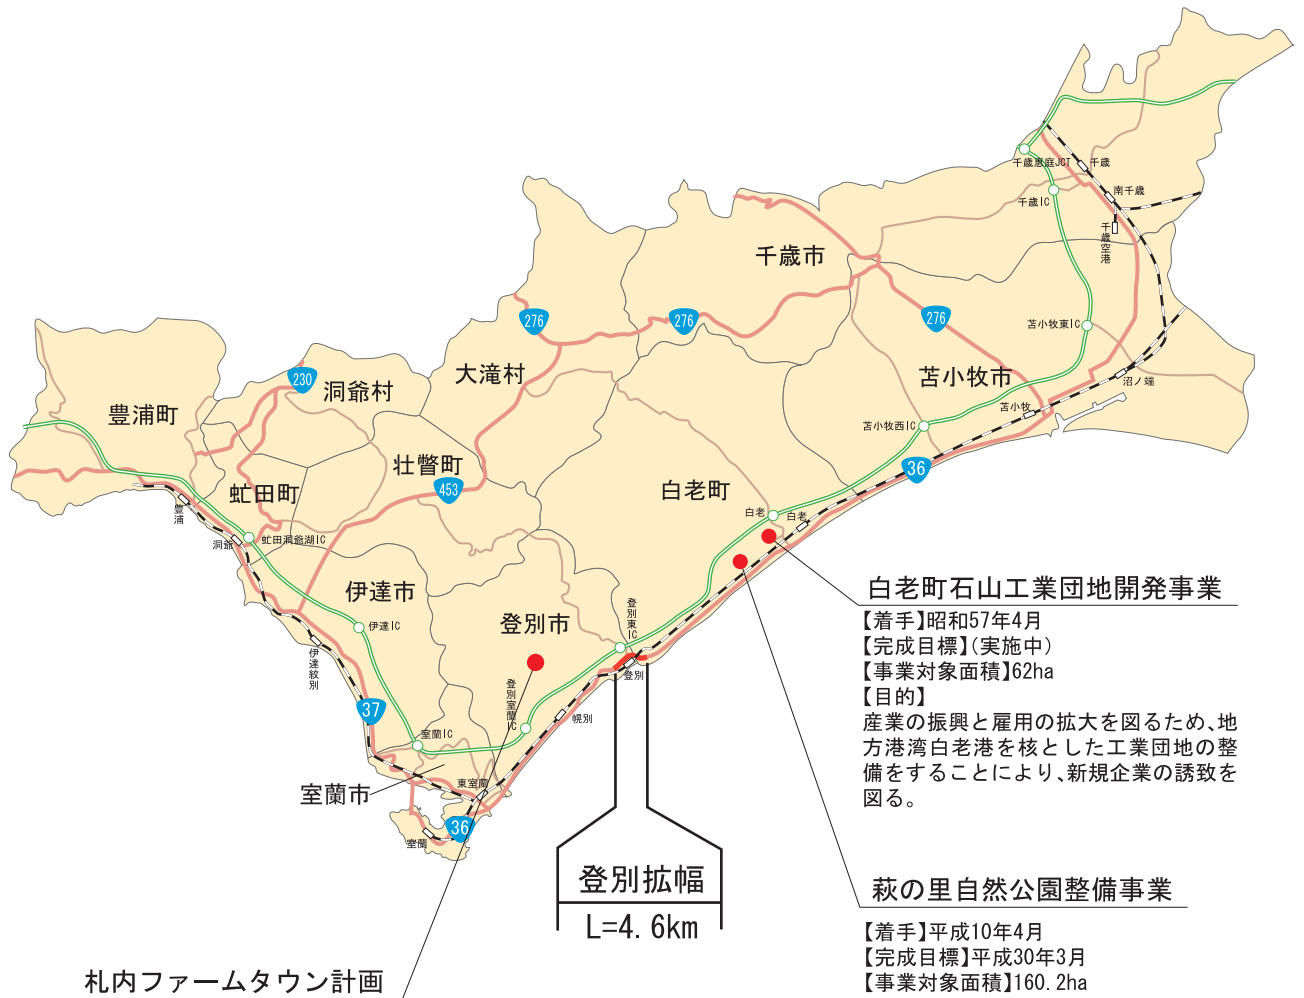 千歳恵庭JCT
千歳
千歳IC
南千歳
千歳空港
千歳市
276
276
276
苫小牧東IC
230
洞爺村
大滝村
苫小牧市
沼ノ端
苫小牧
豊浦町
苫小牧西IC
壮瞥町
36
虻田町
453
白老町
豊浦
白老
白老
洞爺
虻田洞爺湖IC
伊達市
白老町石山工業団地開発事業
【着手】昭和57年4月
【完成目標】(実施中)
【事業対象面積】62ha
【目的】
産業の振興と雇用の拡大を図るため、地
方港湾白老港を核とした工業団地の整
備をすることにより、新規企業の誘致を
図る。
登別東IC
伊達IC
登別市
伊達紋別
登別
登別室蘭IC
37
幌別
室蘭IC
東室蘭
室蘭市
36
室蘭
登別拡幅
L=4.6km
萩の里自然公園整備事業
【着手】平成10年4月
【完成目標】平成30年3月
【事業対象面積】160.2ha
札内ファームタウン計画